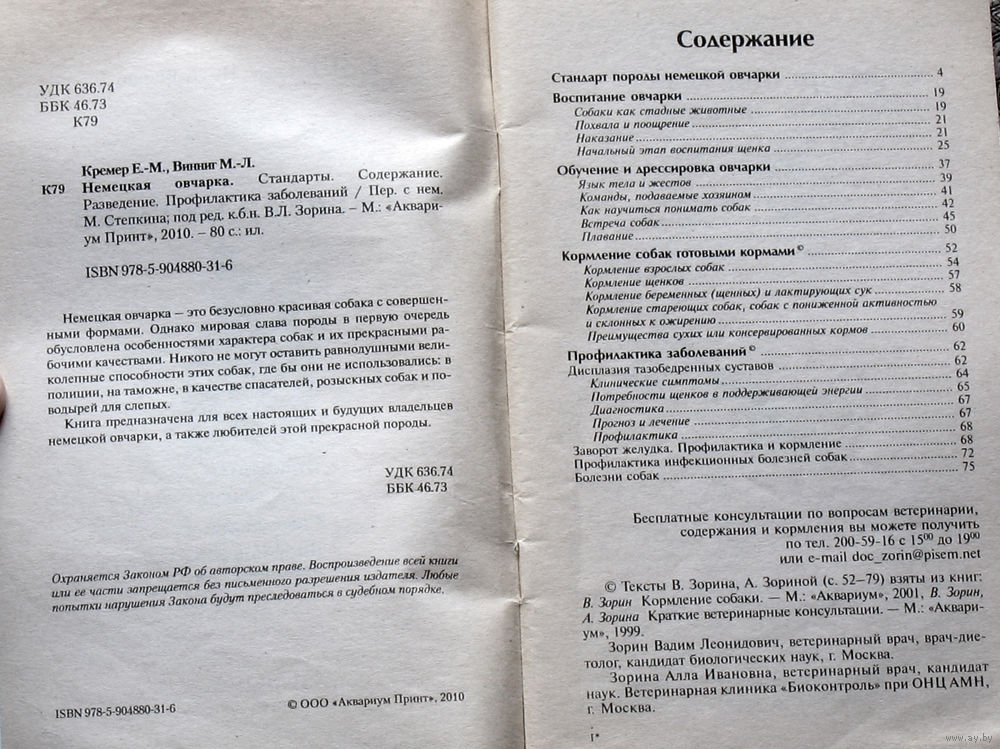 УДК 636.74
ББК 46.73
К79
Кремер Е.-М., Винниг М.-Л.
К79 Немецкая овчарка. Стандарты. Содержание.
Разведение. Профилактика заболеваний / Пер. с нем.
М. Степкина; под ред. к.б.н. В.Л. Зорина. – М.: «Аквари-
ум Принт», 2010. – 80 с.: ил.
ISBN 978-5-904880-31-6
Немецкая овчарка – это безусловно красивая собака с совершен-
ными формами. Однако мировая слава породы в первую очередь
обусловлена особенностями характера собак и их прекрасными ра-
бочими качествами. Никого не могут оставить равнодушными вели-
колепные способности этих собак, где бы они не использовались: в
полиции, на таможне, в качестве спасателей, розыскных собак и по-
водырей для слепых.
Книга предназначена для всех настоящих и будущих владельцев
немецкой овчарки, а также любителей этой прекрасной породы.
УДК 636.74
ББК 46.73
Охраняется Законом РФ об авторском праве. Воспроизведение всей книги
или ее части запрещается без письменного разрешения издателя. Любые
попытки нарушения Закона будут преследоваться в судебном порядке.
ISBN 978-5-904880-31-6 © ООО «Аквариум Принт», 2010
Содержание
Стандарт породы немецкой овчарки 4
Воспитание овчарки 19
Собаки как стадные животные 19
Похвала и поощрение 21
Наказание 21
Начальный этап воспитания щенка 25
Обучение и дрессировка овчарки 37
Язык тела и жестов 39
Команды, подаваемые хозяином 41
Как научиться понимать собак 42
Встреча собак 45
Плавание 50
Кормление собак готовыми кормами© 52
Кормление взрослых собак 54
Кормление щенков 57
Кормление беременных (щенных) и лактирующих сук 58
Кормление стареющих собак, собак с пониженной активностью
и склонных к ожирению 59
Преимущества сухих или консервированных кормов 60
Профилактика заболеваний© 62
Дисплазия тазобедренных суставов 62
Клинические симптомы 64
Потребности щенков в поддерживающей энергии 65
Диагностика 67
Прогноз и лечение 67
Профилактика 68
Заворот желудка. Профилактика и кормление 68
Профилактика инфекционных болезней собак 72
Болезни собак 75
Бесплатные консультации по вопросам ветеринарии,
содержания и кормления вы можете получить
по тел. 200-59-16 с 15⁰⁰ до 19⁰⁰
или e-mail doc_zorin@pisem.net
© Тексты В. Зорина, А. Зориной (с. 52–79) взяты из книг:
В. Зорин Кормление собаки. — М.: «Аквариум», 2001, В. Зорин,
А. Зорина Краткие ветеринарные консультации. — М.: «Аквари-
ум», 1999.
Зорин Вадим Леонидович, ветеринарный врач, врач-дие-
толог, кандидат биологических наук, г. Москва.
Зорина Алла Ивановна, ветеринарный врач, кандидат
наук. Ветеринарная клиника «Биоконтроль» при ОНЦ АМН,
г. Москва.
1*
www.ay.by